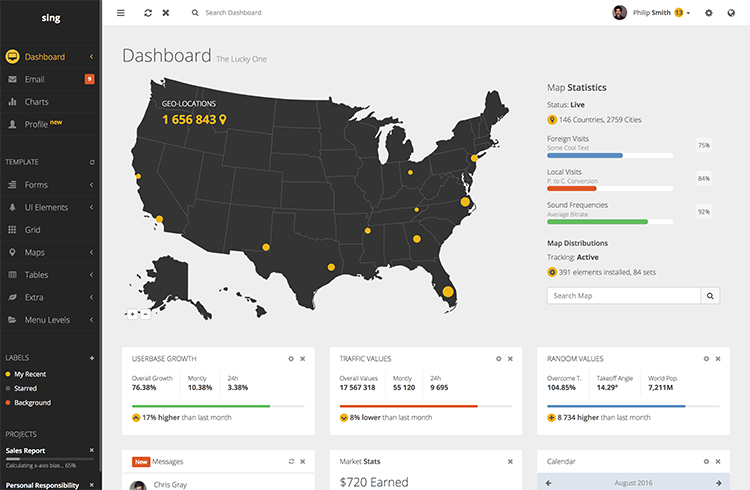 sing
Search Dashboard
Philip Smith 13
Dashboard
Email 9
Charts
Profile new
TEMPLATE
Forms
UI Elements
Grid
Maps
Tables
Extra
Menu Levels
LABELS
My Recent
Starred
Background
PROJECTS
Sales Report
Calculating x-axis bias... 65%
Personal Responsibility
Dashboard The Lucky One
GEO-LOCATIONS
1 656 843
+ −
Map Statistics
Status: Live
146 Countries, 2759 Cities
Foreign Visits
Some Cool Text
75%
Local Visits
P. to C. Conversion
84%
Sound Frequencies
Average Bitrate
92%
Map Distributions
Tracking: Active
391 elements installed, 84 sets
Search Map
USERBASE GROWTH
Overall Growth Montly 24h
76.38% 10.38% 3.38%
17% higher than last month
TRAFFIC VALUES
Overall Values Montly 24h
17 567 318 55 120 9 695
8% lower than last month
RANDOM VALUES
Overcome T. Takeoff Angle World Pop.
104.85% 14.29° 7,211M
8 734 higher than last month
New Messages
Chris Gray
Market Stats
$720 Earned
Calendar
August 2016